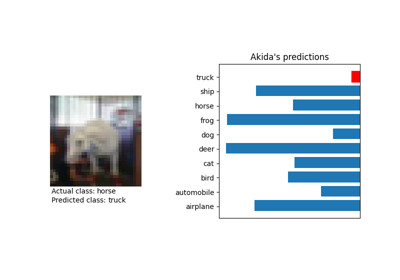 Akida's predictions
truck
ship
horse
frog
dog
deer
cat
bird
automobile
airplane
Actual class: horse
Predicted class: truck